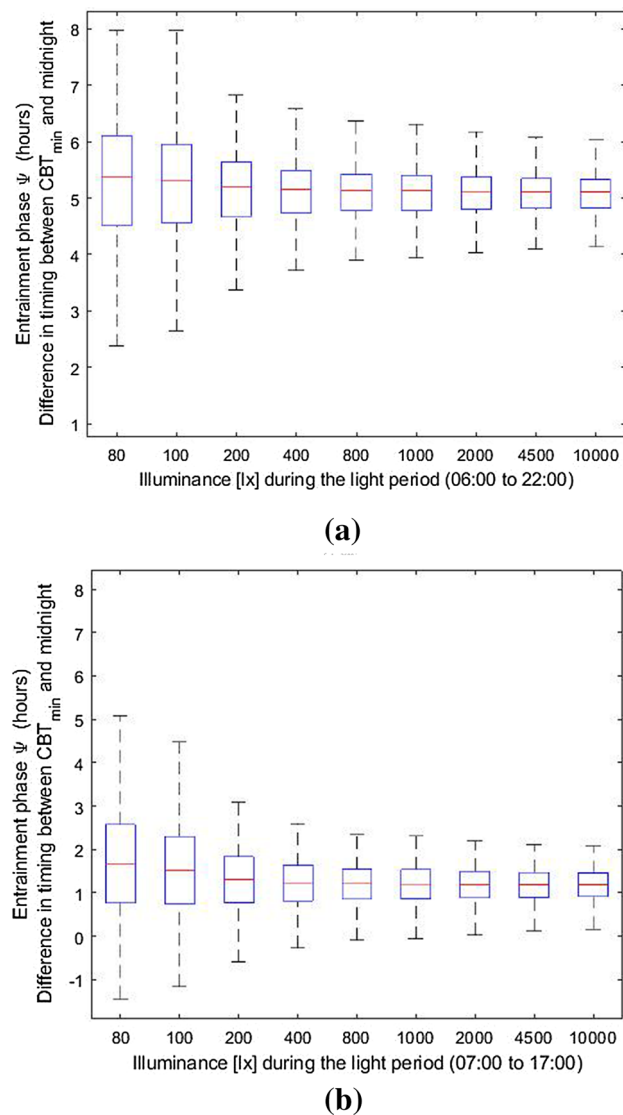 Entrainment phase Ψ (hours)
Difference in timing between CBTmin and midnight
8
7
6
5
4
3
2
1
80 100 200 400 800 1000 2000 4500 10000
Illuminance [lx] during the light period (06:00 to 22:00)
(a)
Entrainment phase Ψ (hours)
Difference in timing between CBTmin and midnight
8
7
6
5
4
3
2
1
0
-1
80 100 200 400 800 1000 2000 4500 10000
Illuminance [lx] during the light period (07:00 to 17:00)
(b)